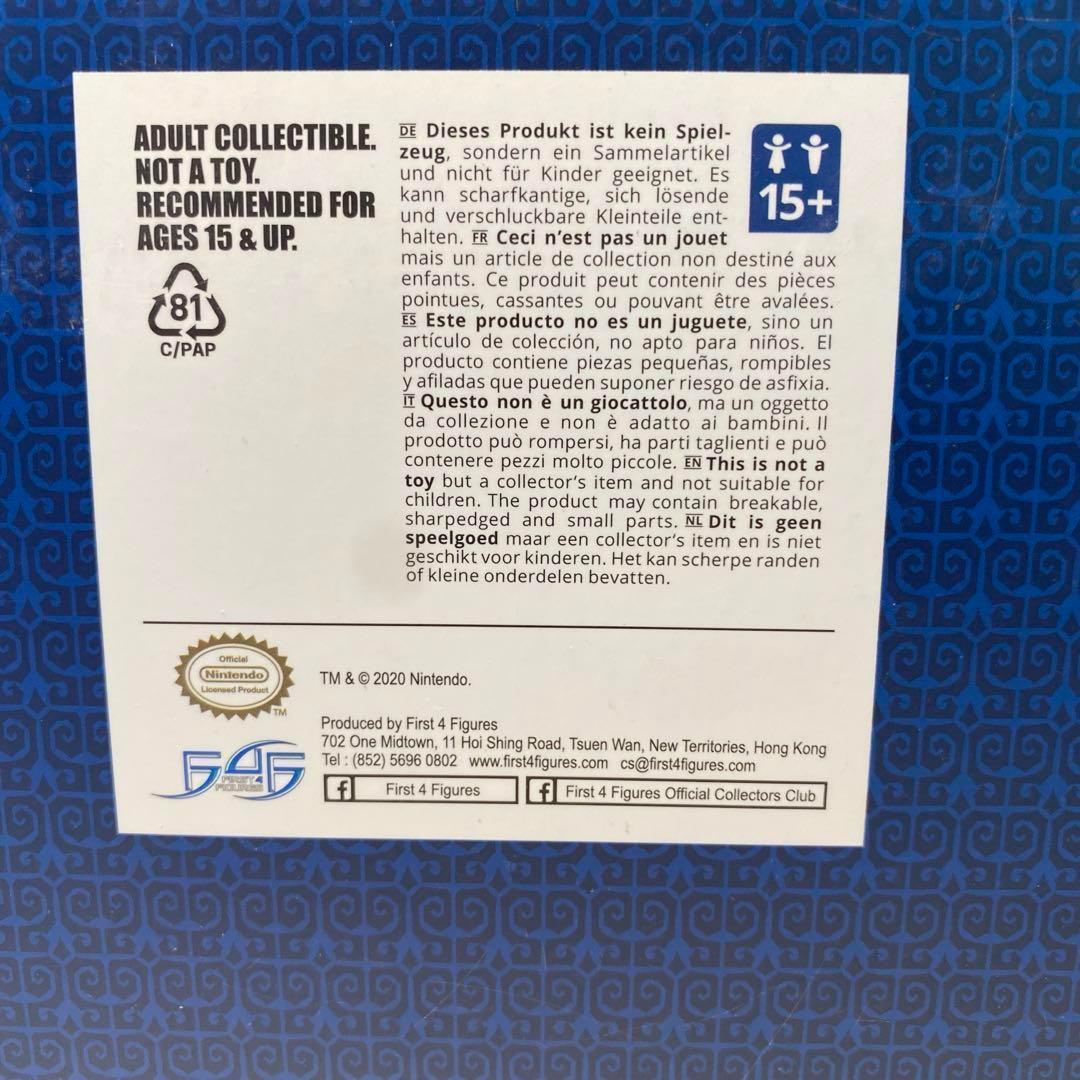 ADULT COLLECTIBLE.
NOT A TOY.
RECOMMENDED FOR
AGES 15 & UP.
81
C/PAP
DE Dieses Produkt ist kein Spiel-
zeug, sondern ein Sammelartikel
und nicht für Kinder geeignet. Es
kann scharfkantige, sich lösende
und verschluckbare Kleinteile ent-
halten. FR Ceci n'est pas un jouet
mais un article de collection non destiné aux
enfants. Ce produit peut contenir des pièces
pointues, cassantes ou pouvant être avalées.
ES Este producto no es un juguete, sino un
artículo de colección, no apto para niños. El
producto contiene piezas pequeñas, rompibles
y afiladas que pueden suponer riesgo de asfixia.
IT Questo non è un giocattolo, ma un oggetto
da collezione e non è adatto ai bambini. Il
prodotto può rompersi, ha parti taglienti e può
contenere pezzi molto piccole. EN This is not a
toy but a collector's item and not suitable for
children. The product may contain breakable,
sharpedged and small parts. NL Dit is geen
speelgoed maar een collector's item en is niet
geschikt voor kinderen. Het kan scherpe randen
of kleine onderdelen bevatten.
15+
Official
Nintendo
Licensed Product
TM
TM & © 2020 Nintendo.
F4F
FIRST 4
FIGURES
Produced by First 4 Figures
702 One Midtown, 11 Hoi Shing Road, Tsuen Wan, New Territories, Hong Kong
Tel : (852) 5696 0802 www.first4figures.com cs@first4figures.com
f First 4 Figures
f First 4 Figures Official Collectors Club